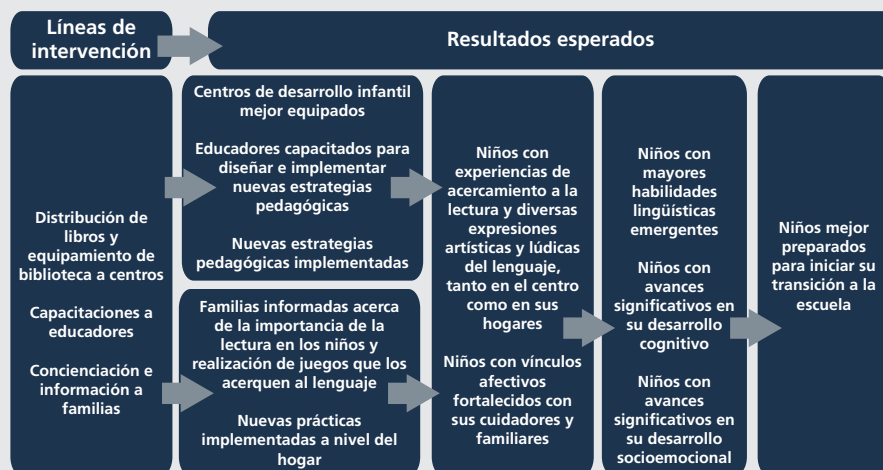 Líneas de
intervención
Resultados esperados
Distribución de
libros y
equipamiento de
biblioteca a centros
Capacitaciones a
educadores
Concienciación e
información a
familias
Centros de desarrollo infantil
mejor equipados
Educadores capacitados para
diseñar e implementar
nuevas estrategias
pedagógicas
Nuevas estrategias
pedagógicas implementadas
Familias informadas acerca
de la importancia de la
lectura en los niños y
realización de juegos que los
acerquen al lenguaje
Nuevas prácticas
implementadas a nivel del
hogar
Niños con
experiencias de
acercamiento a la
lectura y diversas
expresiones
artísticas y lúdicas
del lenguaje,
tanto en el centro
como en sus
hogares
Niños con vínculos
afectivos
fortalecidos con
sus cuidadores y
familiares
Niños con
mayores
habilidades
lingüísticas
emergentes
Niños con
avances
significativos en
su desarrollo
cognitivo
Niños con
avances
significativos en
su desarrollo
socioemocional
Niños mejor
preparados
para iniciar su
transición a la
escuela